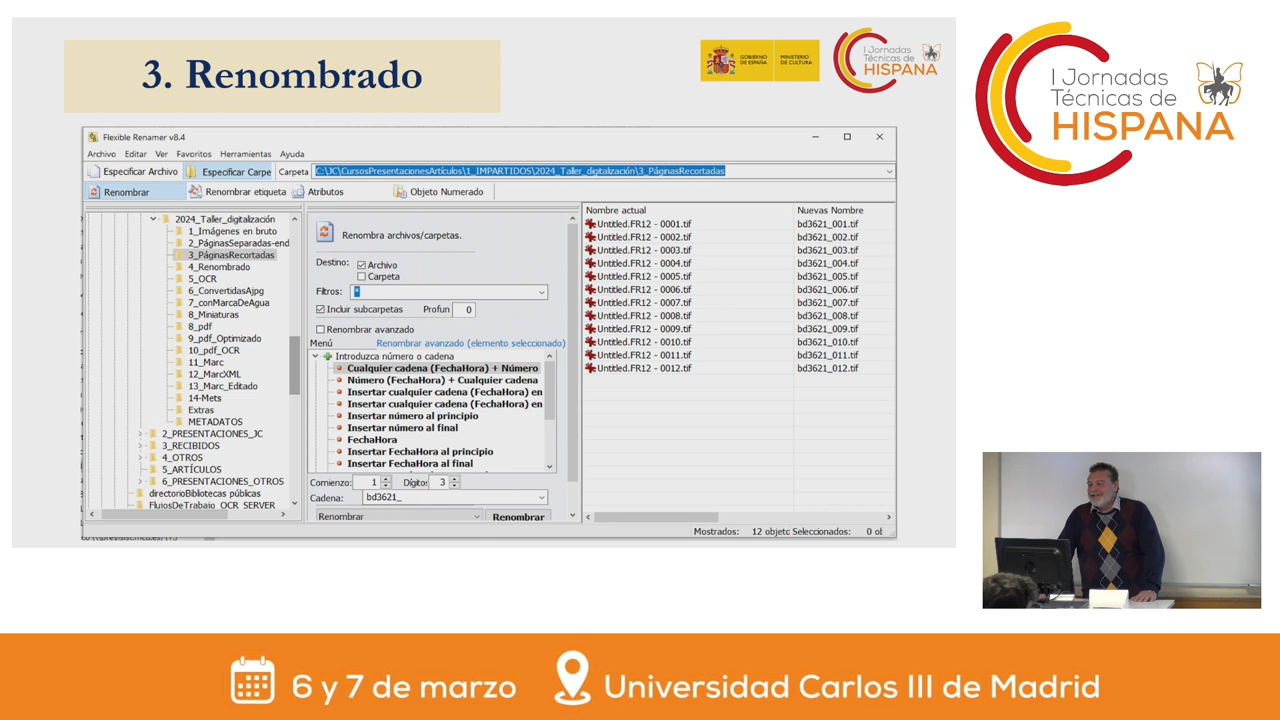 3. Renombrado
GOBIERNO DE ESPAÑA
MINISTERIO DE CULTURA
I Jornadas
Técnicas de
HISPANA
I Jornadas
Técnicas de
HISPANA
Flexible Renamer v8.4
Archivo Editar Ver Favoritos Herramientas Ayuda
Especificar Archivo Especificar Carpe Carpeta C:\JC\CursosPresentacionesArtículos\1_IMPARTIDOS\2024_Taller_digitalización\3_PáginasRecortadas
Renombrar Renombrar etiqueta Atributos Objeto Numerado
2024_Taller_digitalización
1_Imágenes en bruto
2_PáginasSeparadas-end
3_PáginasRecortadas
4_Renombrado
5_OCR
6_ConvertidasAjpg
7_conMarcaDeAgua
8_Miniaturas
8_pdf
9_pdf_Optimizado
10_pdf_OCR
11_Marc
12_MarcXML
13_Marc_Editado
14-Mets
Extras
METADATOS
2_PRESENTACIONES_JC
3_RECIBIDOS
4_OTROS
5_ARTÍCULOS
6_PRESENTACIONES_OTROS
directorioBibliotecas públicas
FlujosDeTrabajo OCR SERVER
Renombra archivos/carpetas.
Destino: Archivo
Carpeta
Filtros: *
Incluir subcarpetas Profun 0
Renombrar avanzado
Menú Renombrar avanzado (elemento seleccionado)
Introduzca número o cadena
Cualquier cadena (FechaHora) + Número
Número (FechaHora) + Cualquier cadena
Insertar cualquier cadena (FechaHora) en
Insertar cualquier cadena (FechaHora) en
Insertar número al principio
Insertar número al final
FechaHora
Insertar FechaHora al principio
Insertar FechaHora al final
Comienzo: 1 Dígitos 3
Cadena: bd3621_
Renombrar Renombrar
Nombre actual Nuevas Nombre
Untitled.FR12 - 0001.tif bd3621_001.tif
Untitled.FR12 - 0002.tif bd3621_002.tif
Untitled.FR12 - 0003.tif bd3621_003.tif
Untitled.FR12 - 0004.tif bd3621_004.tif
Untitled.FR12 - 0005.tif bd3621_005.tif
Untitled.FR12 - 0006.tif bd3621_006.tif
Untitled.FR12 - 0007.tif bd3621_007.tif
Untitled.FR12 - 0008.tif bd3621_008.tif
Untitled.FR12 - 0009.tif bd3621_009.tif
Untitled.FR12 - 0010.tif bd3621_010.tif
Untitled.FR12 - 0011.tif bd3621_011.tif
Untitled.FR12 - 0012.tif bd3621_012.tif
Mostrados: 12 objetc Seleccionados: 0 ol
6 y 7 de marzo
Universidad Carlos III de Madrid